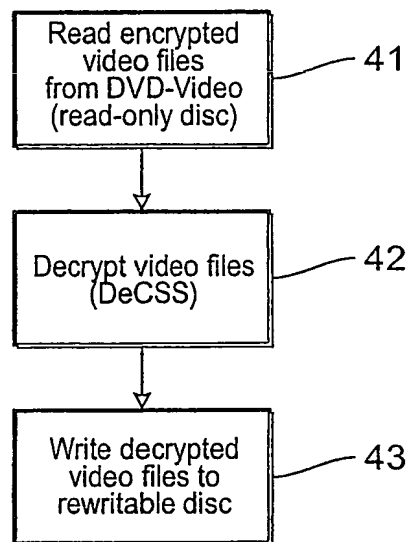 Read encrypted
video files
from DVD-Video
(read-only disc)
41
Decrypt video files
(DeCSS)
42
Write decrypted
video files to
rewritable disc
43